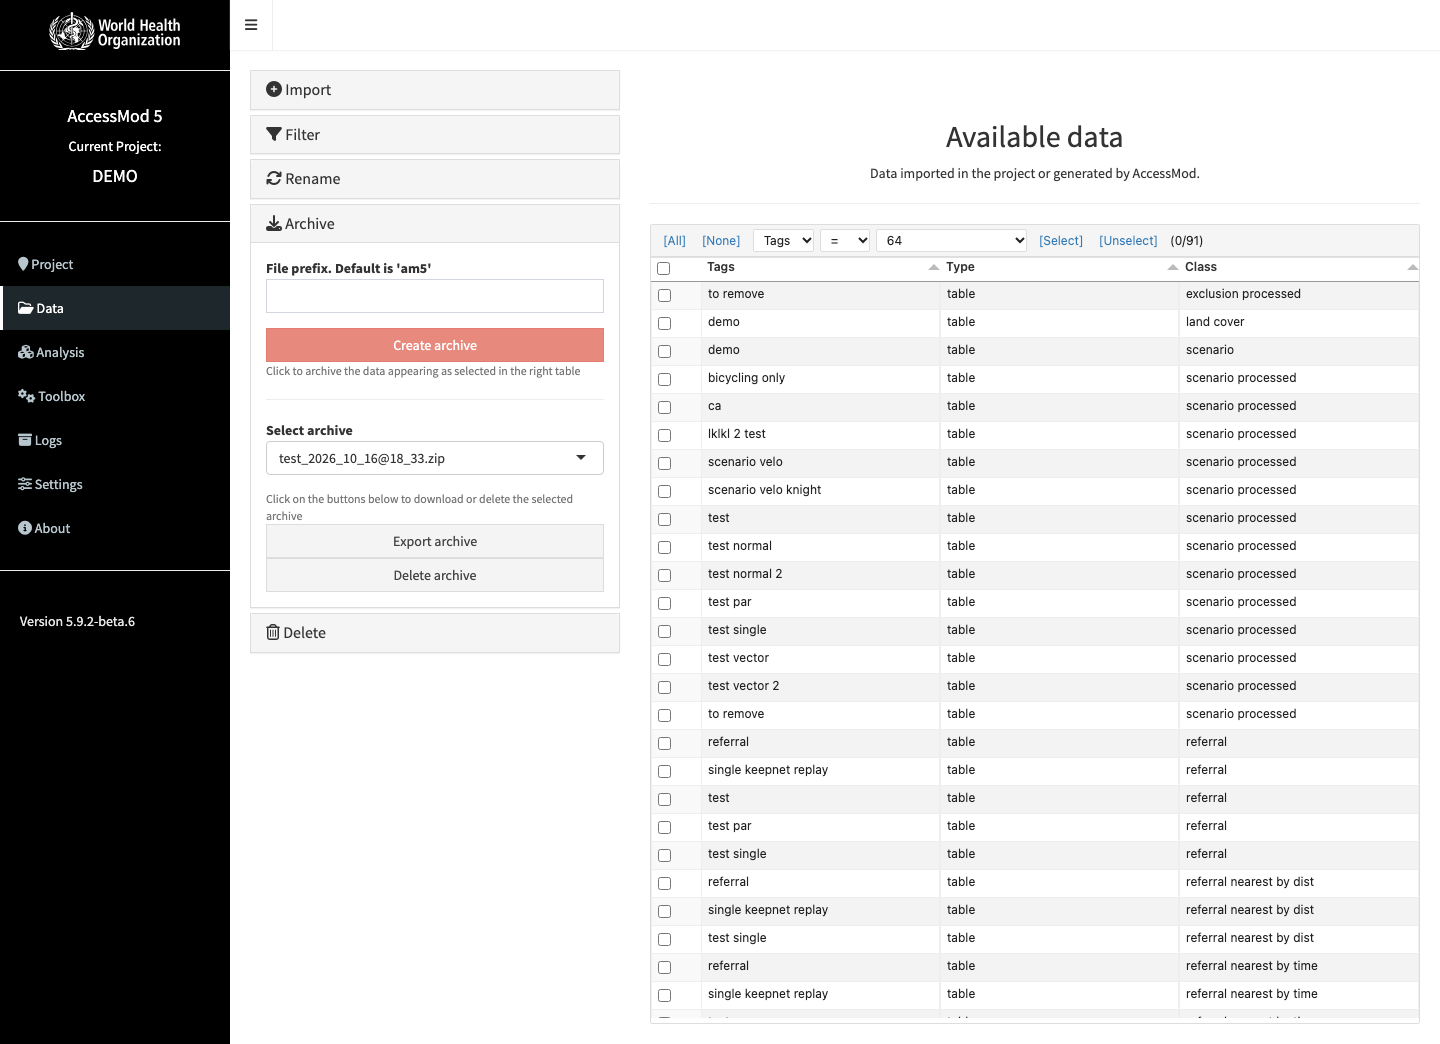 World Health
Organization
AccessMod 5
Current Project:
DEMO
Project
Data
Analysis
Toolbox
Logs
Settings
About
Version 5.9.2-beta.6
Import
Filter
Rename
Archive
File prefix. Default is 'am5'
Create archive
Click to archive the data appearing as selected in the right table
Select archive
test_2026_10_16@18_33.zip
Click on the buttons below to download or delete the selected
archive
Export archive
Delete archive
Delete
Available data
Data imported in the project or generated by AccessMod.
[All] [None] Tags = 64 [Select] [Unselect] (0/91)
Tags Type Class
to remove table exclusion processed
demo table land cover
demo table scenario
bicycling only table scenario processed
ca table scenario processed
lklkl 2 test table scenario processed
scenario velo table scenario processed
scenario velo knight table scenario processed
test table scenario processed
test normal table scenario processed
test normal 2 table scenario processed
test par table scenario processed
test single table scenario processed
test vector table scenario processed
test vector 2 table scenario processed
to remove table scenario processed
referral table referral
single keepnet replay table referral
test table referral
test par table referral
test single table referral
referral table referral nearest by dist
single keepnet replay table referral nearest by dist
test single table referral nearest by dist
referral table referral nearest by time
single keepnet replay table referral nearest by time